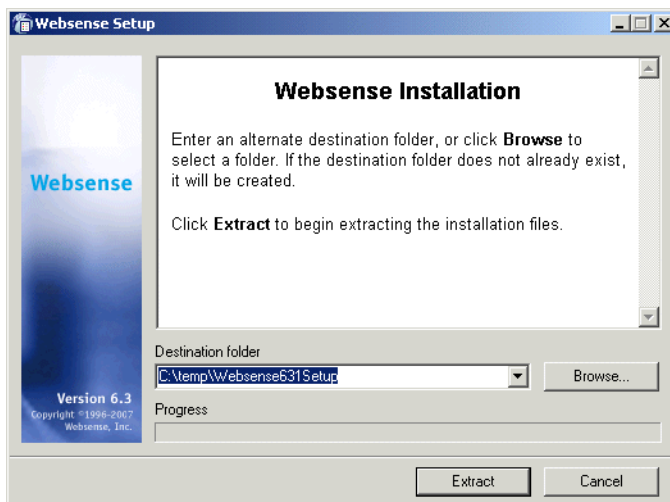 Websense Setup
Websense Installation
Enter an alternate destination folder, or click Browse to
select a folder. If the destination folder does not already exist,
it will be created.
Click Extract to begin extracting the installation files.
Websense
Version 6.3
Copyright ©1996-2007
Websense, Inc.
Destination folder
C:\temp\Websense631Setup
Browse...
Progress
Extract
Cancel